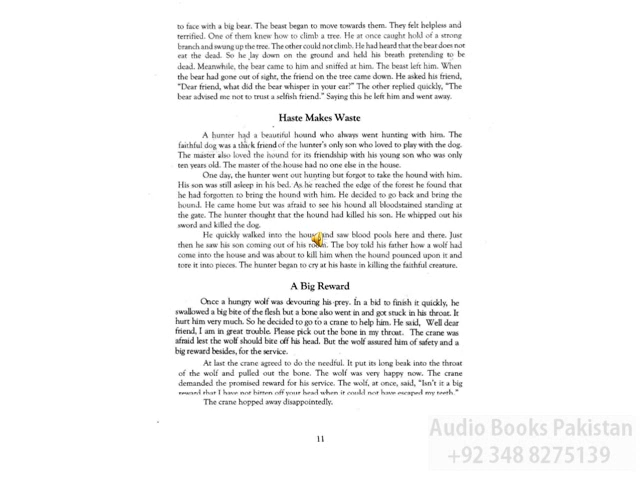 to face with a big bear. The beast began to move towards them. They felt helpless and
terrified. One of them knew how to climb a tree. He at once caught hold of a strong
branch and swung up the tree. The other could not climb. He had heard that the bear does not
eat the dead. So he lay down on the ground and held his breath pretending to be
dead. Meanwhile, the bear came to him and sniffed at him. The beast left him. When
the bear had gone out of sight, the friend on the tree came down. He asked his friend,
"Dear friend, what did the bear whisper in your ear!" The other replied quickly, "The
bear advised me not to trust a selfish friend." Saying this he left him and went away.
Haste Makes Waste
A hunter had a beautiful hound who always went hunting with him. The
faithful dog was a thick friend of the hunter's only son who loved to play with the dog.
The master also loved the hound for its friendship with his young son who was only
ten years old. The master of the house had no one else in the house.
One day, the hunter went out hunting but forgot to take the hound with him.
His son was still asleep in his bed. As he reached the edge of the forest he found that
he had forgotten to bring the hound with him. He decided to go back and bring the
hound. He came home but was afraid to see his hound all bloodstained standing at
the gate. The hunter thought that the hound had killed his son. He whipped out his
sword and killed the dog.
He quickly walked into the house and saw blood pools here and there. Just
then he saw his son coming out of his room. The boy told his father how a wolf had
come into the house and was about to kill him when the hound pounced upon it and
tore it into pieces. The hunter began to cry at his haste in killing the faithful creature.
A Big Reward
Once a hungry wolf was devouring his prey. In a bid to finish it quickly, he
swallowed a big bite of the flesh but a bone also went in and got stuck in his throat. It
hurt him very much. So he decided to go to a crane to help him. He said, Well dear
friend, I am in great trouble. Please pick out the bone in my throat. The crane was
afraid lest the wolf should bite off his head. But the wolf assured him of safety and a
big reward besides, for the service.
At last the crane agreed to do the needful. It put its long beak into the throat
of the wolf and pulled out the bone. The wolf was very happy now. The crane
demanded the promised reward for his service. The wolf, at once, said, "Isn't it a big
reward that I have not bitten off your head when it could not have escaped my teeth."
The crane hopped away disappointedly.
11
Audio Books Pakistan
+92 348 8275139